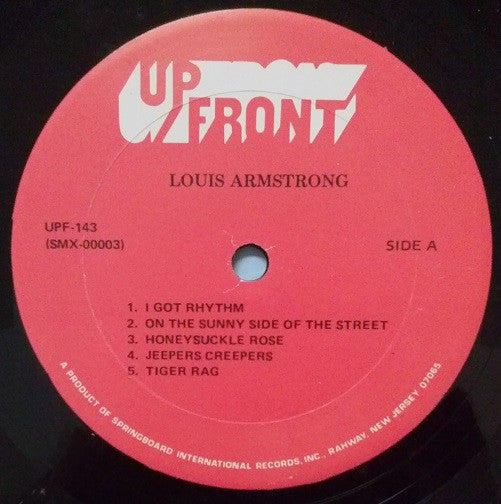 UP
FRONT
LOUIS ARMSTRONG
UPF-143
(SMX-00003)
SIDE A
1. I GOT RHYTHM
2. ON THE SUNNY SIDE OF THE STREET
3. HONEYSUCKLE ROSE
4. JEEPERS CREEPERS
5. TIGER RAG
A PRODUCT OF SPRINGBOARD INTERNATIONAL RECORDS, INC., RAHWAY, NEW JERSEY 07065